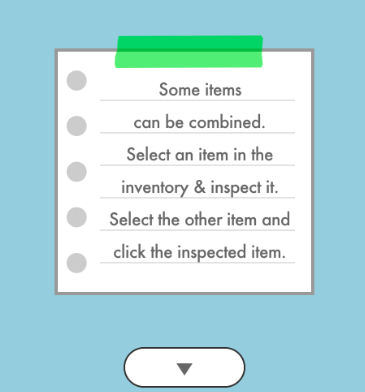 Some items
can be combined.
Select an item in the
inventory & inspect it.
Select the other item and
click the inspected item.